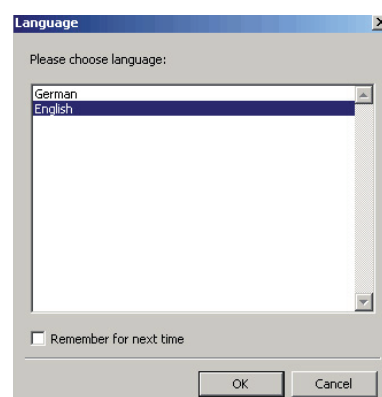 Language
Please choose language:
German
English
Remember for next time
OK
Cancel